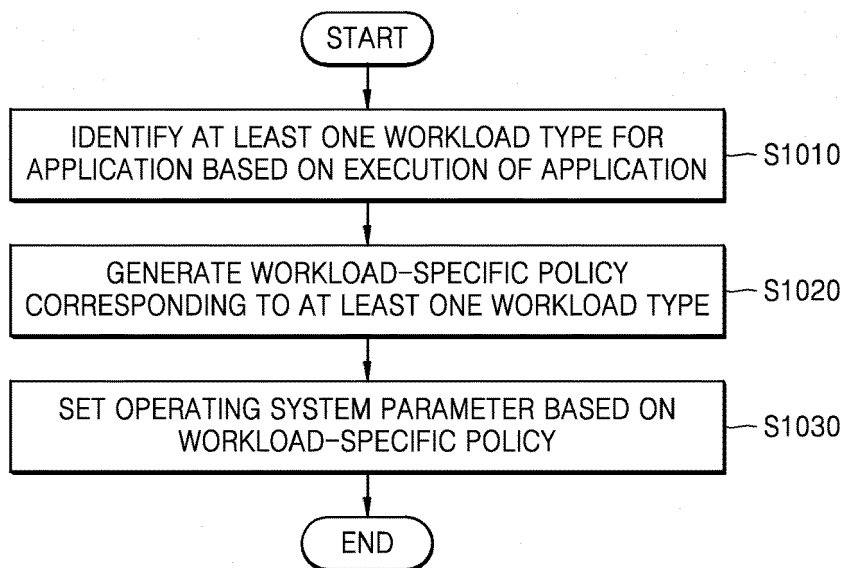 START
IDENTIFY AT LEAST ONE WORKLOAD TYPE FOR
APPLICATION BASED ON EXECUTION OF APPLICATION
S1010
GENERATE WORKLOAD-SPECIFIC POLICY
CORRESPONDING TO AT LEAST ONE WORKLOAD TYPE
S1020
SET OPERATING SYSTEM PARAMETER BASED ON
WORKLOAD-SPECIFIC POLICY
S1030
END